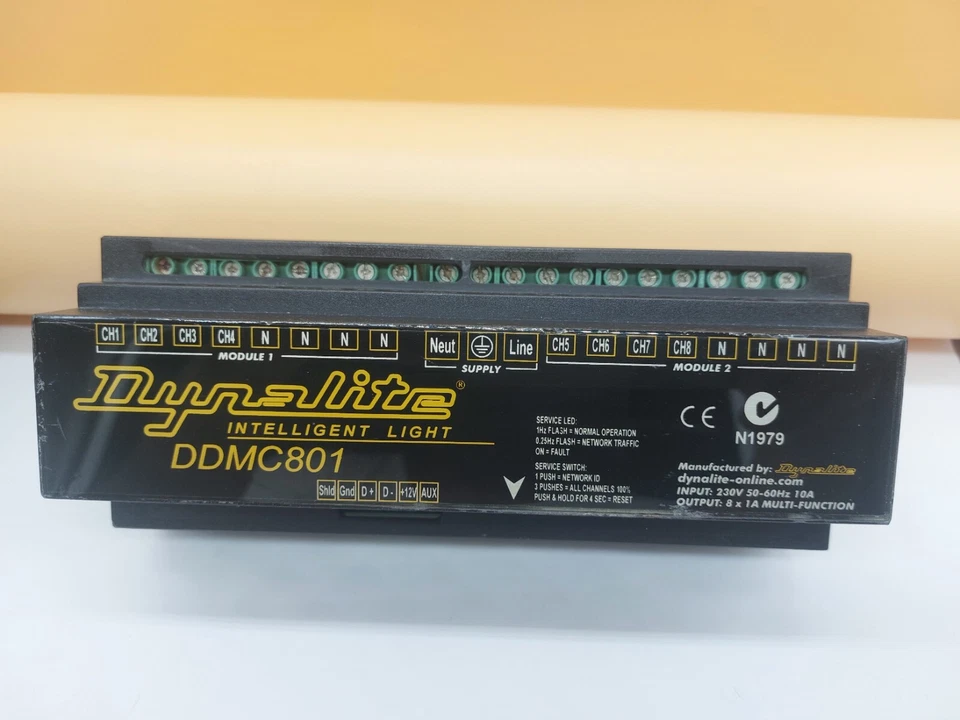 CH1 CH2 CH3 CH4 N N N N
MODULE 1
Neut Line
SUPPLY
CH5 CH6 CH7 CH8 N N N N
MODULE 2
Dynalite®
INTELLIGENT LIGHT
DDMC801
Shld Gnd D+ D- +12V AUX
SERVICE LED:
1Hz FLASH = NORMAL OPERATION
0.25Hz FLASH = NETWORK TRAFFIC
ON = FAULT
SERVICE SWITCH:
1 PUSH = NETWORK ID
3 PUSHES = ALL CHANNELS 100%
PUSH & HOLD FOR 4 SEC = RESET
CE
N1979
Manufactured by: Dynalite
dynalite-online.com
INPUT: 230V 50-60Hz 10A
OUTPUT: 8 x 1A MULTI-FUNCTION